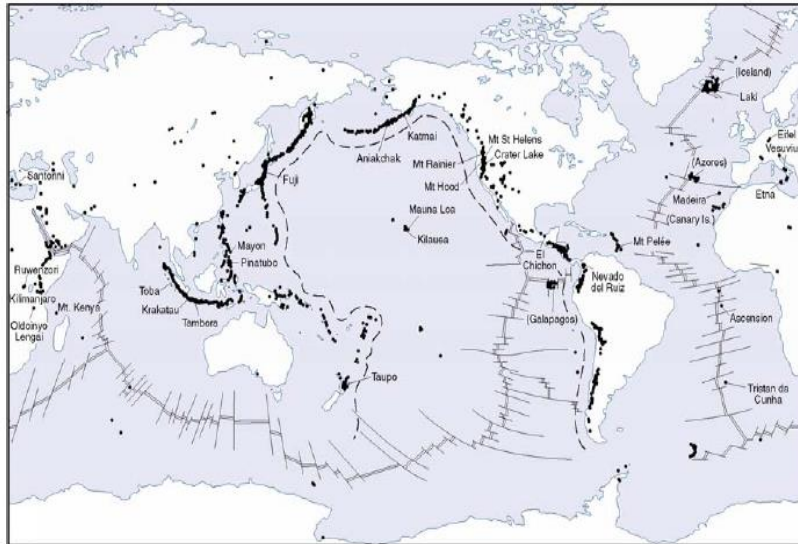 (Iceland)
Laki
Katmai
Aniakchak
Mt St Helens
Crater Lake
Mt Rainier
Mt Hood
Eifel
Vesuviu
Santorini
Fuji
(Azores)
Etna
Madeira
(Canary Is.)
Mauna Loa
Kilauea
Mayon
Pinatubo
El
Chichon
Mt Pelée
Ruwenzori
Nevado
del Ruiz
Toba
Kilimanjaro
Mt. Kenya
Krakatau
Tambora
(Galapagos)
Ascension
Oldoinyo
Lengai
Taupo
Tristan da
Cunha